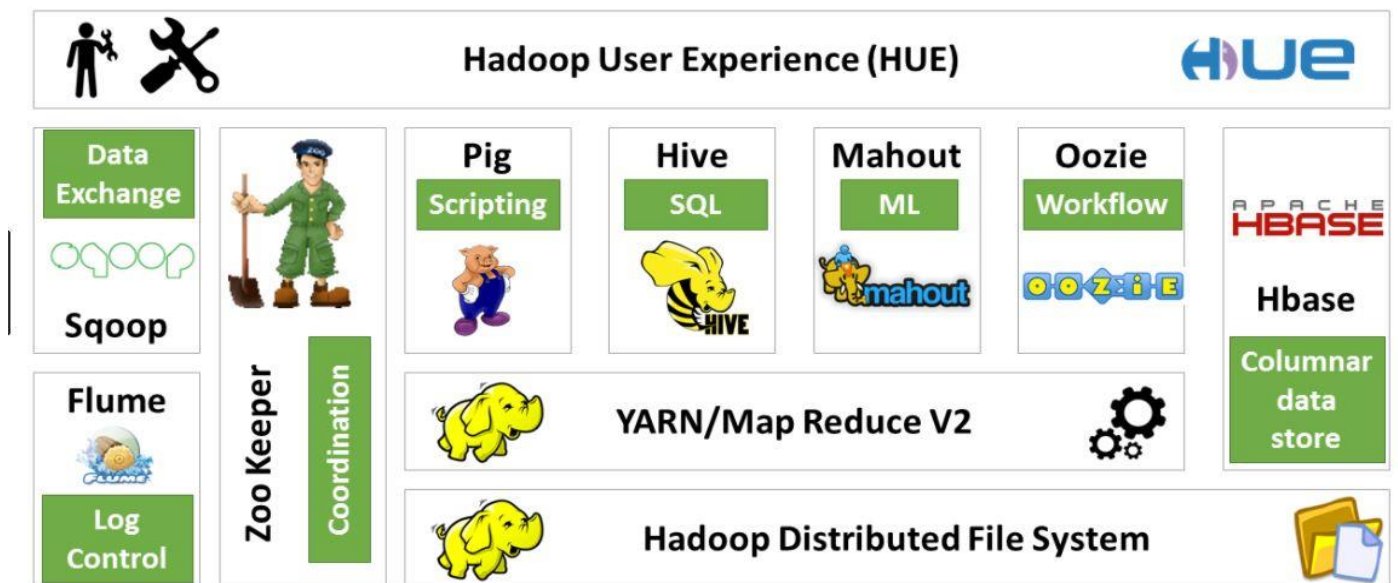 Hadoop User Experience (HUE)
HUE
Data
Exchange
sqoop
Sqoop
Flume
FLUME
Log
Control
ZOO
Zoo Keeper
Coordination
Pig
Scripting
Hive
SQL
HIVE
Mahout
ML
mahout
Oozie
Workflow
OOZiE
APACHE
HBASE
Hbase
Columnar
data
store
YARN/Map Reduce V2
Hadoop Distributed File System